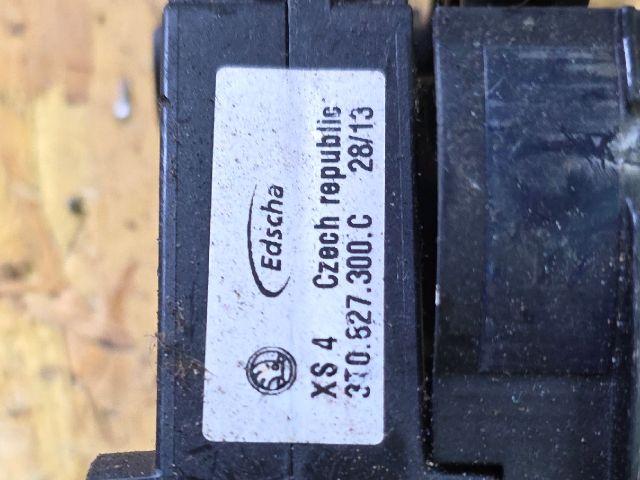 Edscha
XS 4 Czech republic
3T0.827.300.C 28/13